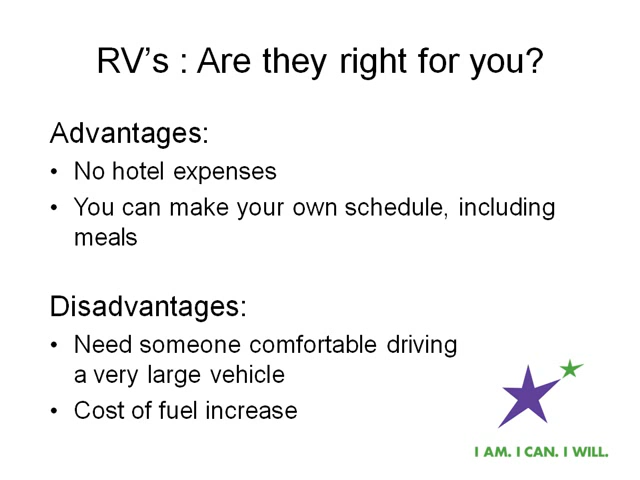 RV’s : Are they right for you?
Advantages:
• No hotel expenses
• You can make your own schedule, including
meals
Disadvantages:
• Need someone comfortable driving
a very large vehicle
• Cost of fuel increase
I AM. I CAN. I WILL.